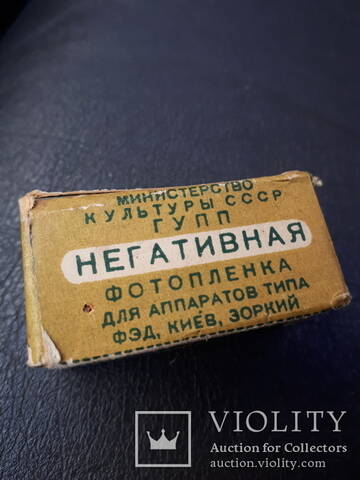 МИНИСТЕРСТВО
КУЛЬТУРЫ СССР
ГУПП
НЕГАТИВНАЯ
ФОТОПЛЕНКА
ДЛЯ АППАРАТОВ ТИПА
ФЭД, КИЕВ, ЗОРКИЙ
VIOLITY
Auction for Collectors
auction.violity.com